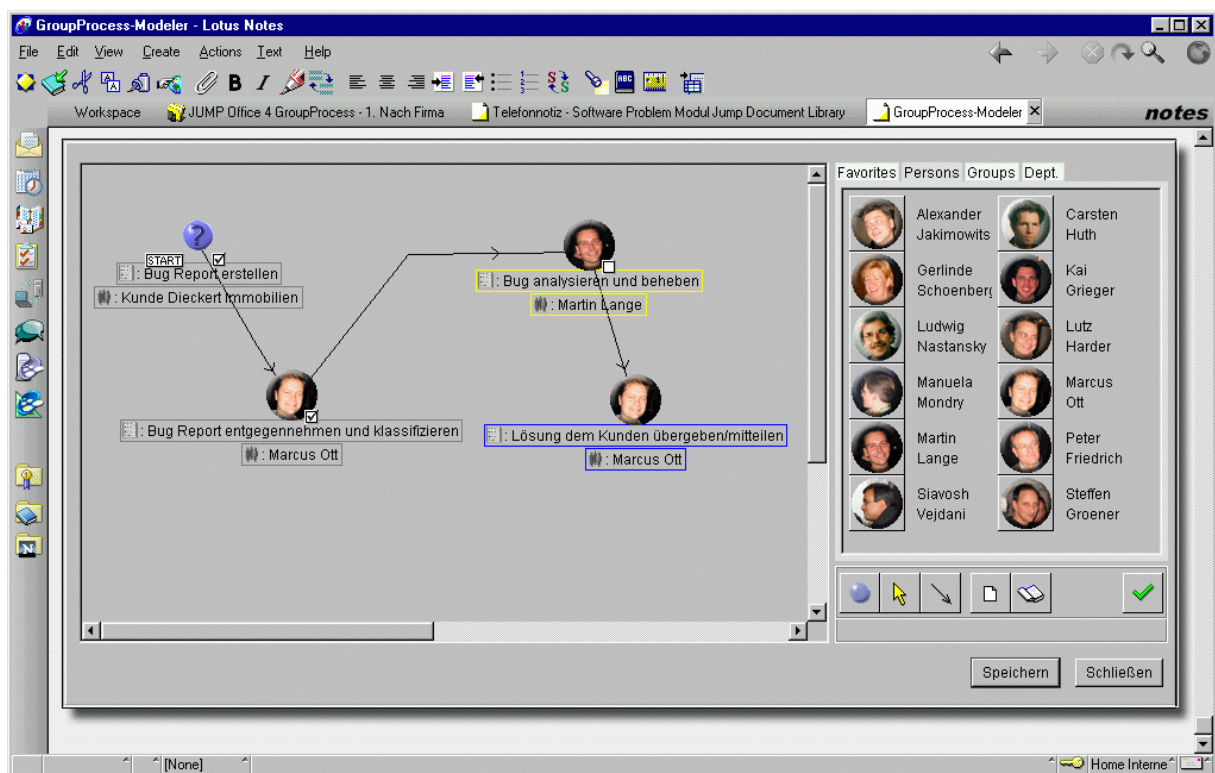 GroupProcess-Modeler - Lotus Notes
File Edit View Create Actions Text Help
Workspace JUMP Office 4 GroupProcess - 1. Nach Firma Telefonnotiz - Software Problem Modul Jump Document Library GroupProcess-Modeler notes
Favorites Persons Groups Dept.
?
START
: Bug Report erstellen
: Kunde Dieckert Immobilien
: Bug analysieren und beheben
: Martin Lange
: Bug Report entgegennehmen und klassifizieren
: Marcus Ott
: Lösung dem Kunden übergeben/mitteilen
: Marcus Ott
Alexander
Jakimowits
Carsten
Huth
Gerlinde
Schoenberg
Kai
Grieger
Ludwig
Nastansky
Lutz
Harder
Manuela
Mondry
Marcus
Ott
Martin
Lange
Peter
Friedrich
Siavosh
Vejdani
Steffen
Groener
Speichern Schließen
[None] Home Interne